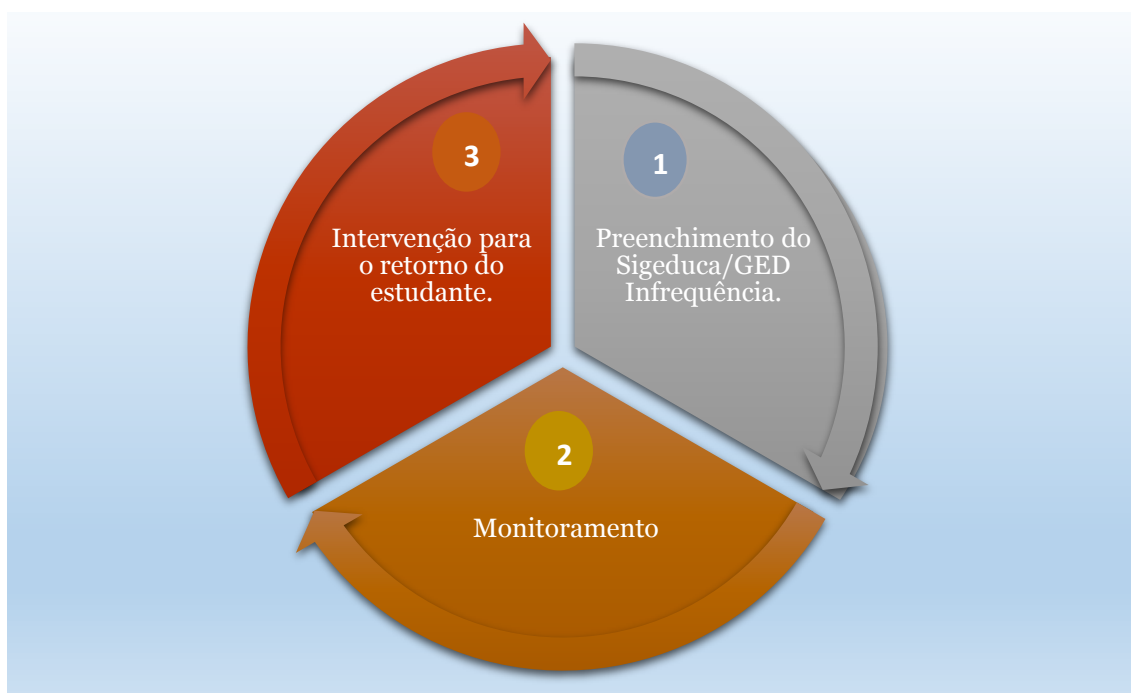 1
Preenchimento do
Sigeduca/GED
Infrequência.
2
Monitoramento
3
Intervenção para
o retorno do
estudante.